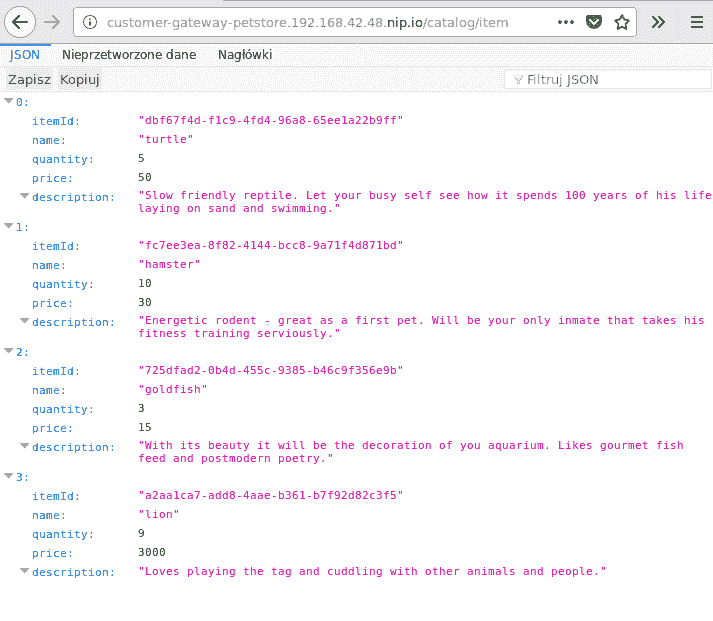 customer-gateway-petstore.192.168.42.48.nip.io/catalog/item
JSON Nieprzetworzone dane Nagłówki
Zapisz Kopiuj Filtruj JSON
0:
itemId: "dbf67f4d-f1c9-4fd4-96a8-65ee1a22b9ff"
name: "turtle"
quantity: 5
price: 50
description: "Slow friendly reptile. Let your busy self see how it spends 100 years of his life
laying on sand and swimming."
1:
itemId: "fc7ee3ea-8f82-4144-bcc8-9a71f4d871bd"
name: "hamster"
quantity: 10
price: 30
description: "Energetic rodent - great as a first pet. Will be your only inmate that takes his
fitness training serviously."
2:
itemId: "725dfad2-0b4d-455c-9385-b46c9f356e9b"
name: "goldfish"
quantity: 3
price: 15
description: "With its beauty it will be the decoration of you aquarium. Likes gourmet fish
feed and postmodern poetry."
3:
itemId: "a2aa1ca7-add8-4aae-b361-b7f92d82c3f5"
name: "lion"
quantity: 9
price: 3000
description: "Loves playing the tag and cuddling with other animals and people."